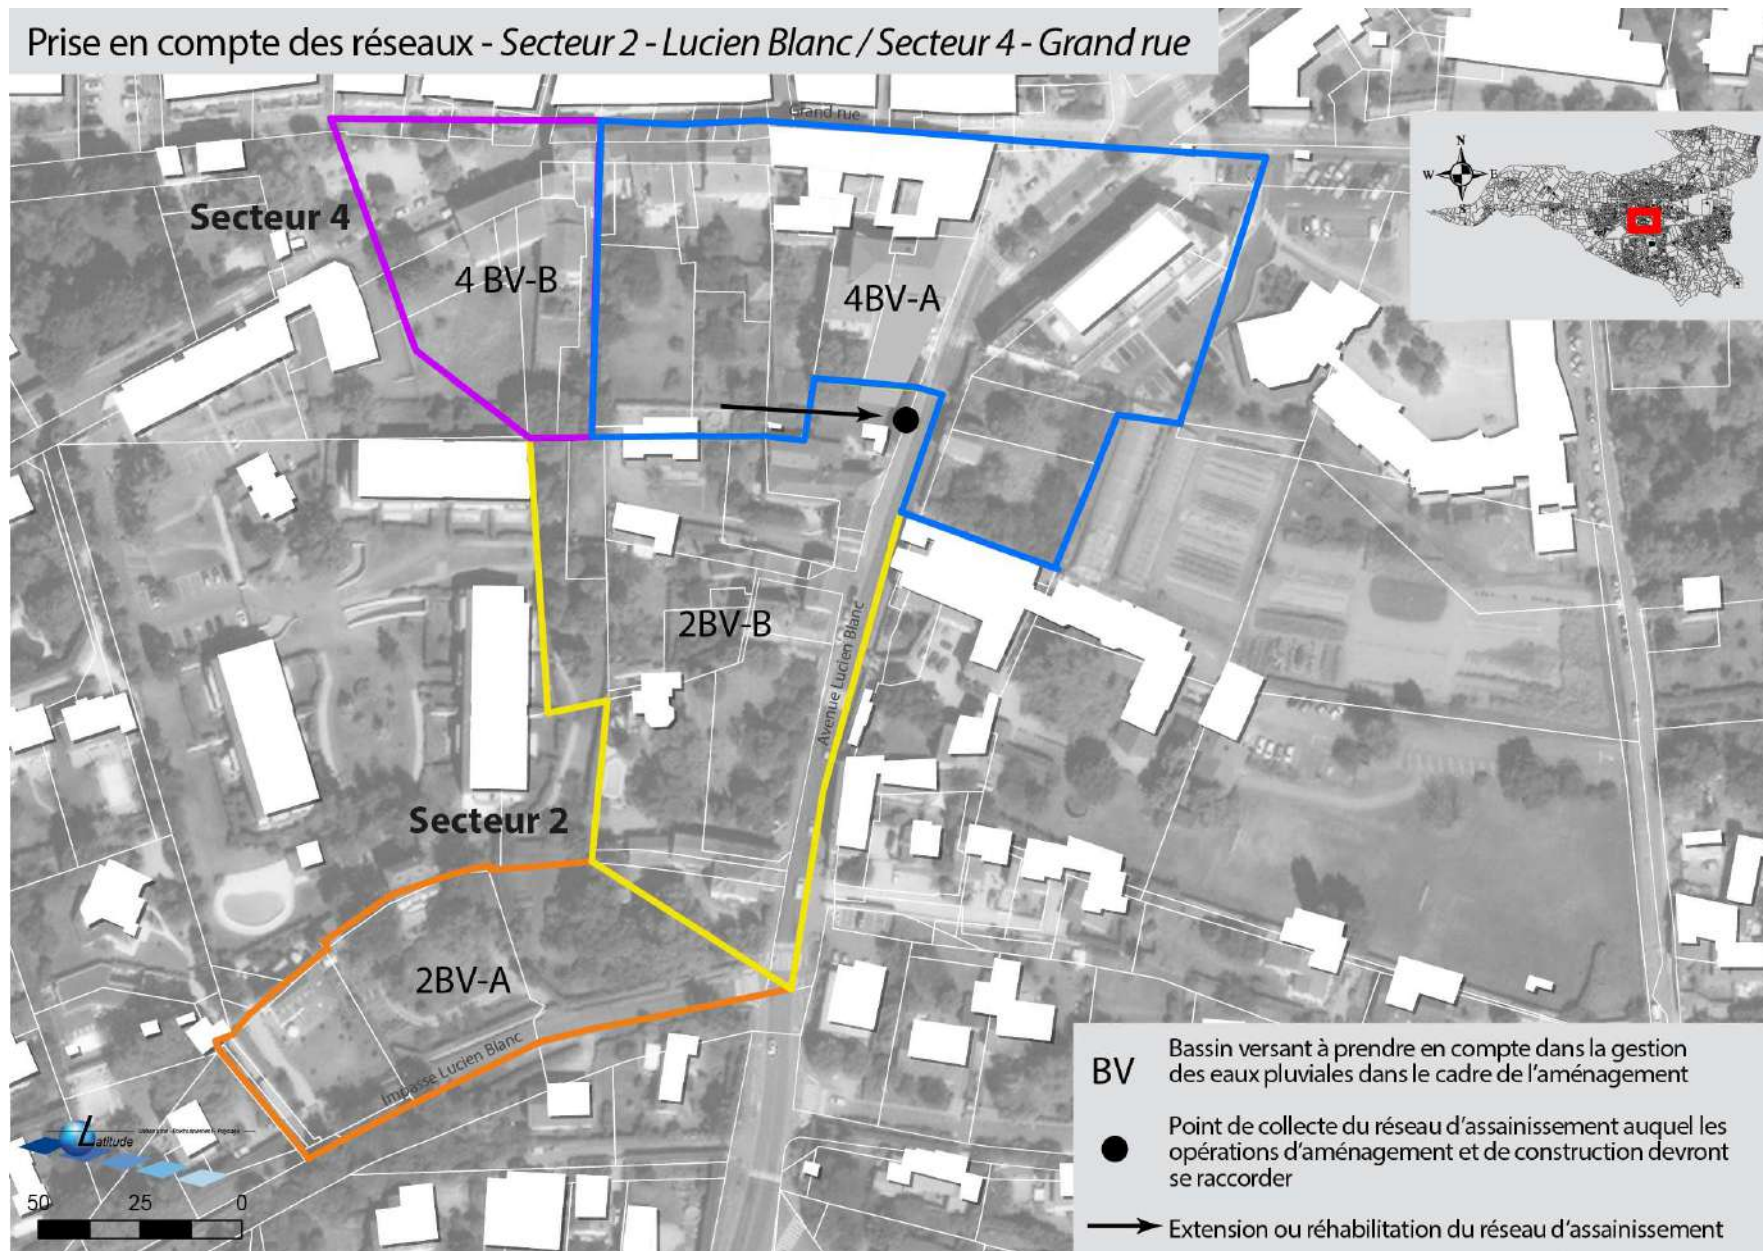 Prise en compte des réseaux - Secteur 2 - Lucien Blanc / Secteur 4 - Grand rue
Grand rue
N
W E
S
Secteur 4
4 BV-B
4BV-A
2BV-B
Avenue Lucien Blanc
Secteur 2
2BV-A
Impasse Lucien Blanc
Latitude
50 25 0
BV
Bassin versant à prendre en compte dans la gestion
des eaux pluviales dans le cadre de l'aménagement
Point de collecte du réseau d'assainissement auquel les
opérations d'aménagement et de construction devront
se raccorder
Extension ou réhabilitation du réseau d'assainissement